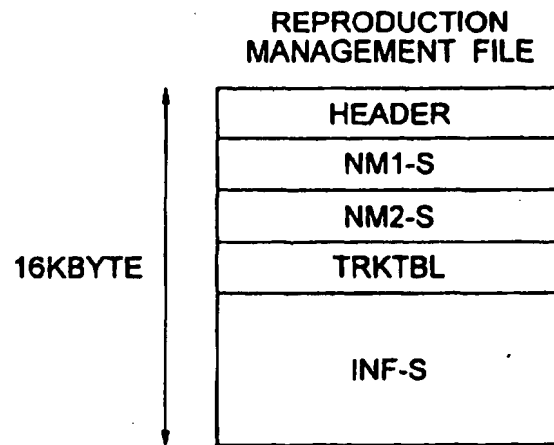 REPRODUCTION
MANAGEMENT FILE
HEADER
NM1-S
NM2-S
16KBYTE
TRKTBL
INF-S